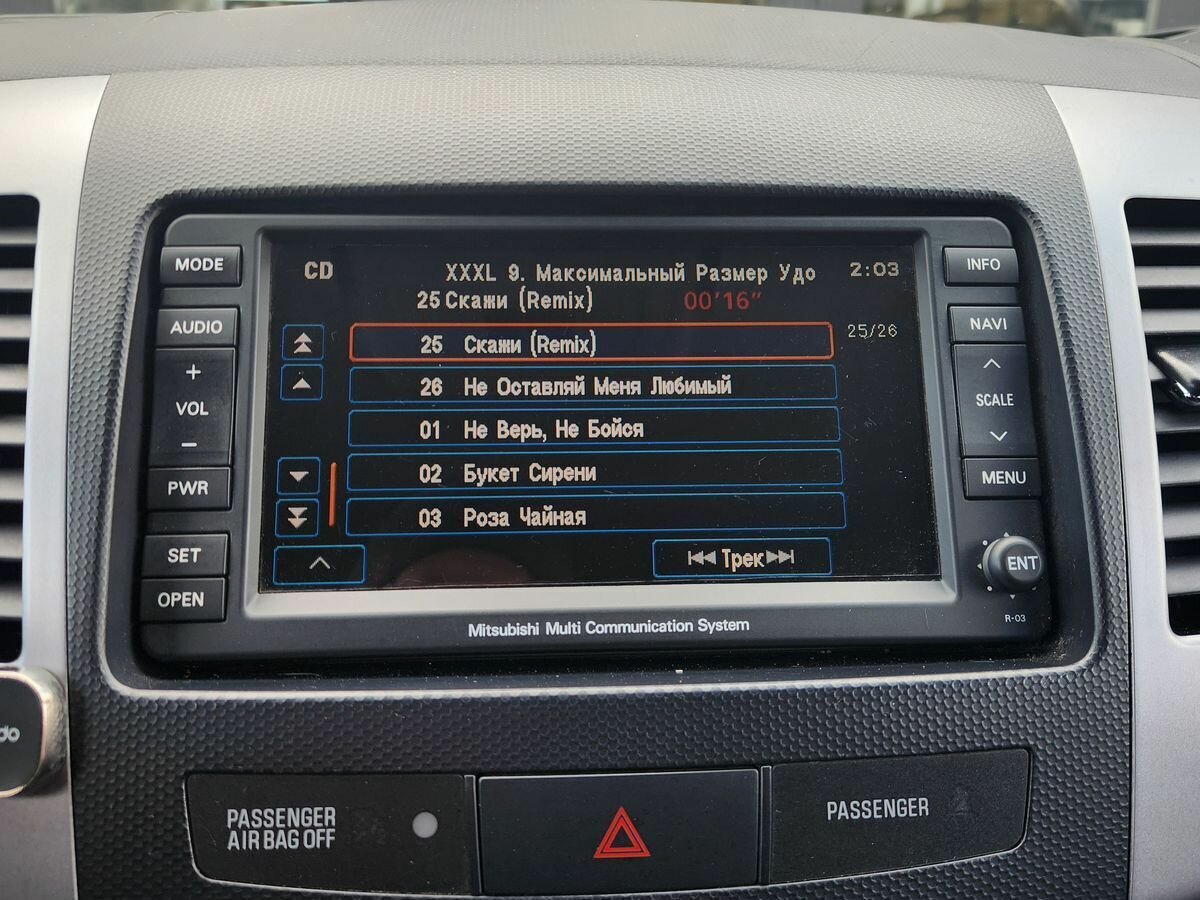 MODE
AUDIO
+
VOL
−
PWR
SET
OPEN
CD
XXXL 9. Максимальный Размер Удо
2:03
25 Скажи (Remix)
00'16"
25 Скажи (Remix)
25/26
26 Не Оставляй Меня Любимый
01 Не Верь, Не Бойся
02 Букет Сирени
03 Роза Чайная
Трек
INFO
NAVI
SCALE
MENU
ENT
R-03
Mitsubishi Multi Communication System
PASSENGER
AIR BAG OFF
PASSENGER